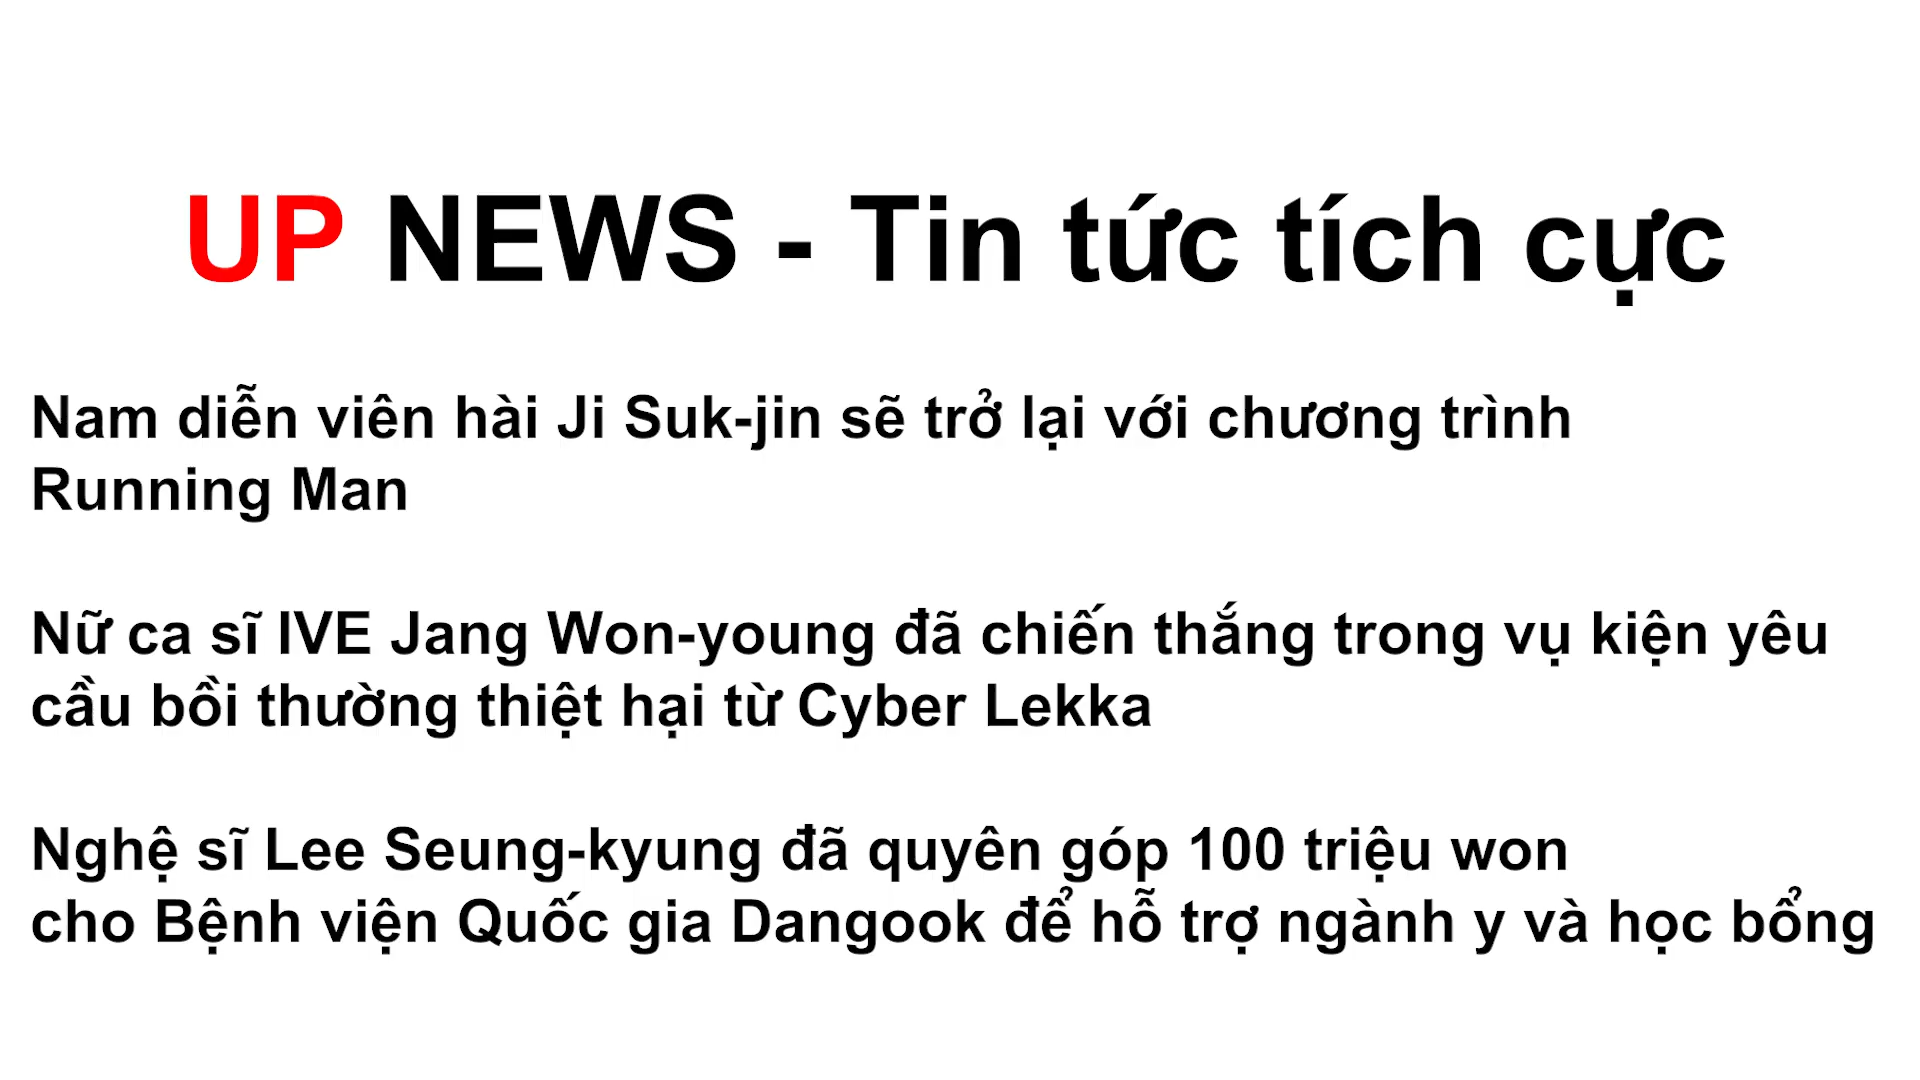 UP NEWS - Tin tức tích cực
Nam diễn viên hài Ji Suk-jin sẽ trở lại với chương trình
Running Man
Nữ ca sĩ IVE Jang Won-young đã chiến thắng trong vụ kiện yêu
cầu bồi thường thiệt hại từ Cyber Lekka
Nghệ sĩ Lee Seung-kyung đã quyên góp 100 triệu won
cho Bệnh viện Quốc gia Dangook để hỗ trợ ngành y và học bổng